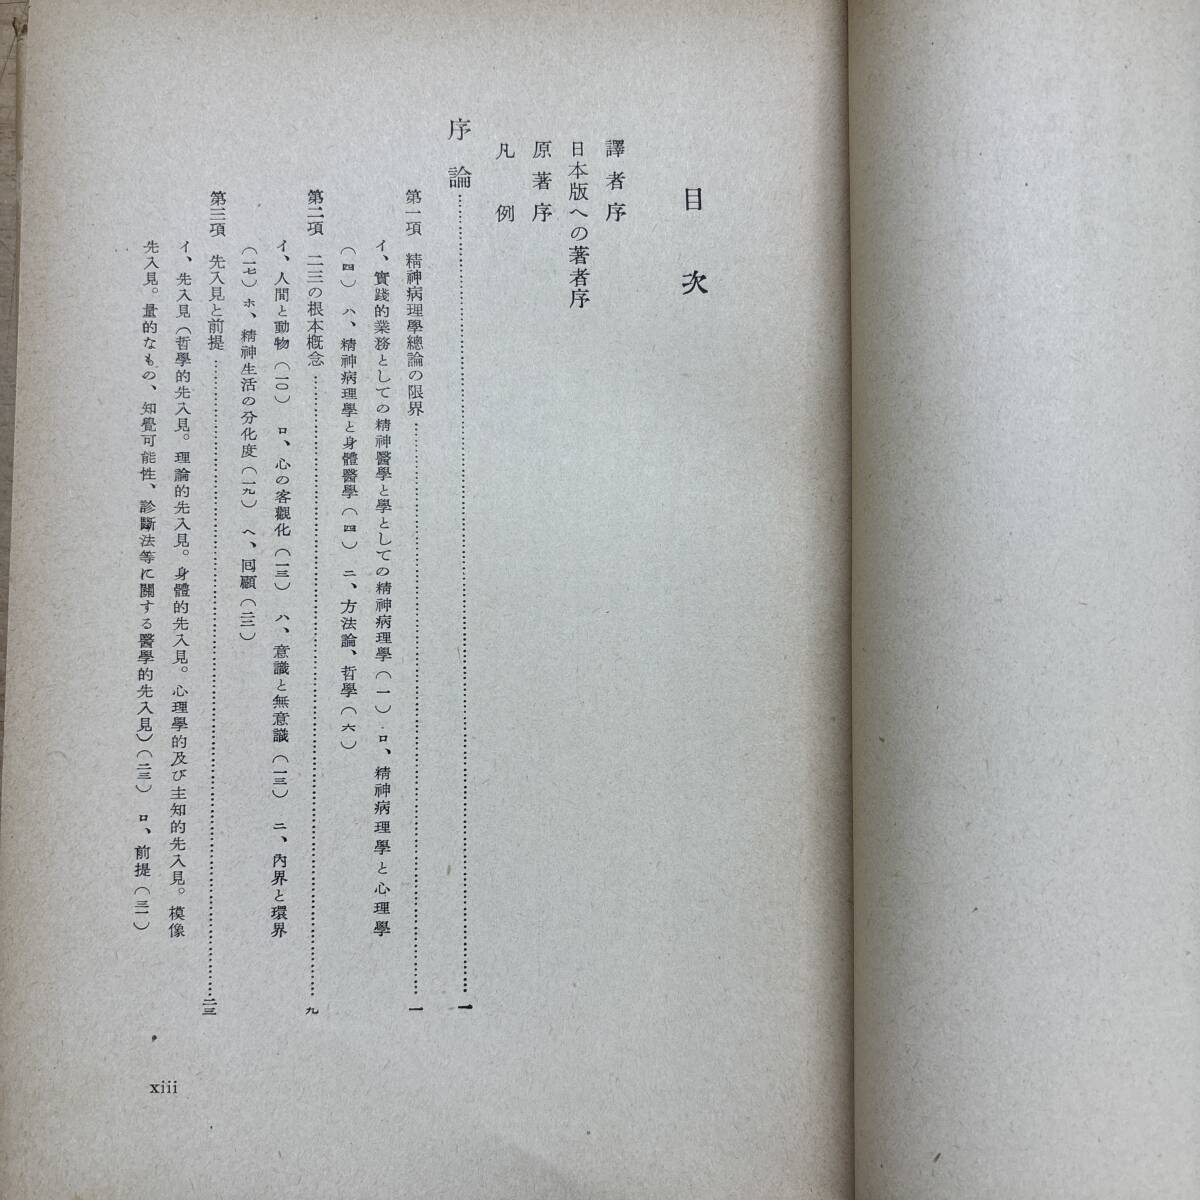 目次
譯者序
日本版への著者序
原著序
凡例
序論……………………一
第一項　精神病理學總論の限界……………………一
イ、實踐的業務としての精神醫學と學としての精神病理學(一)　ロ、精神病理學と心理學
(四)　ハ、精神病理學と身體醫學(四)　ニ、方法論、哲學(六)
第二項　二三の根本概念……………………九
イ、人間と動物(一〇)　ロ、心の客觀化(一三)　ハ、意識と無意識(一三)　ニ、內界と環界
(一七)　ホ、精神生活の分化度(一九)　ヘ、回顧(二三)
第三項　先入見と前提……………………二三
イ、先入見(哲學的先入見。理論的先入見。身體的先入見。心理學的及び主知的先入見。模像
先入見。量的なもの、知覺可能性、診斷法等に關する醫學的先入見)(二三)　ロ、前提(三一)
xiii